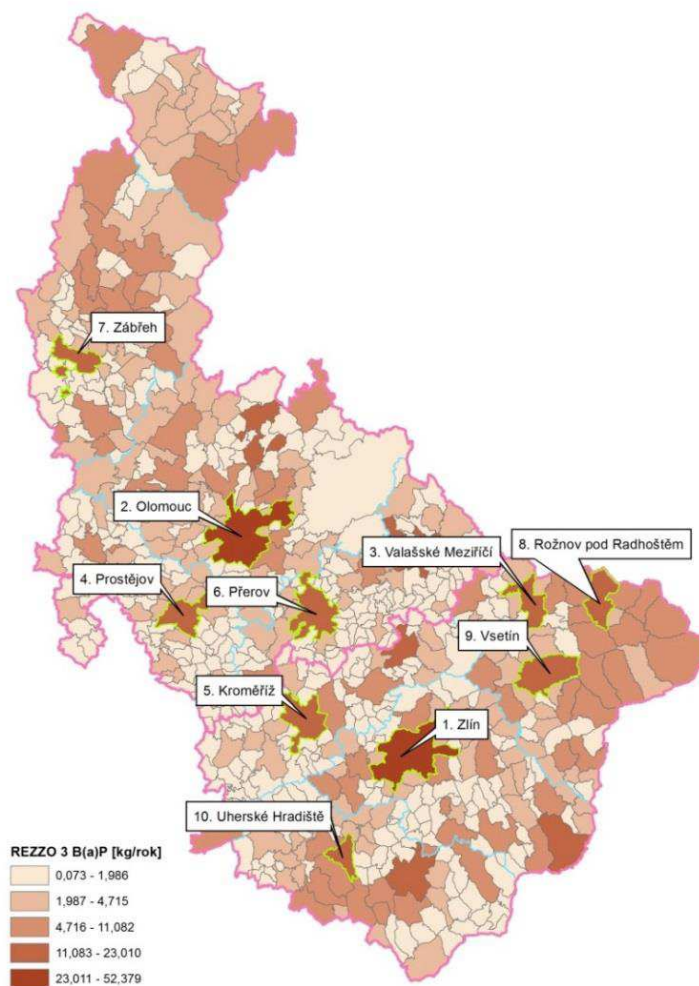 7. Zábřeh
2. Olomouc
3. Valašské Meziříčí
8. Rožnov pod Radhoštěm
4. Prostějov
6. Přerov
9. Vsetín
5. Kroměříž
1. Zlín
10. Uherské Hradiště
REZZO 3 B(a)P [kg/rok]
0,073 - 1,986
1,987 - 4,715
4,716 - 11,082
11,083 - 23,010
23,011 - 52,379